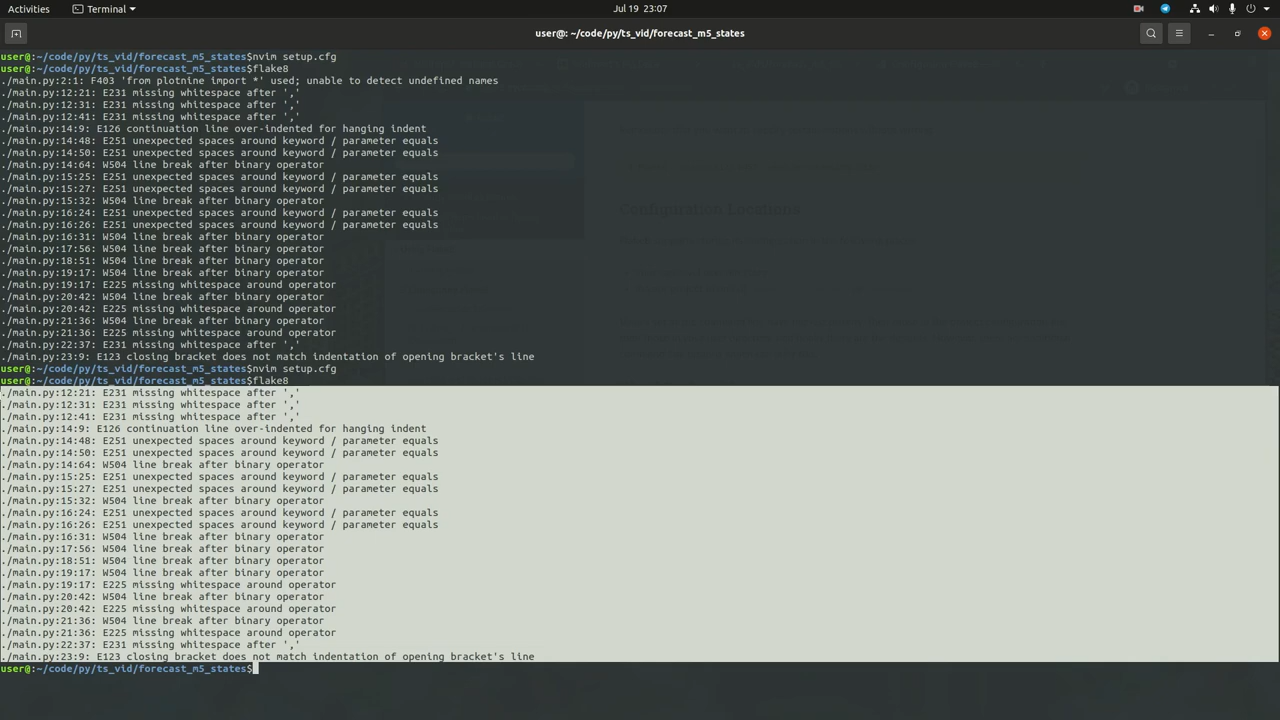 Activities
Terminal
Jul 19 23:07
user@: ~/code/py/ts_vid/forecast_m5_states
user@:~/code/py/ts_vid/forecast_m5_states$nvim setup.cfg
user@:~/code/py/ts_vid/forecast_m5_states$flake8
./main.py:2:1: F403 'from plotnine import *' used; unable to detect undefined names
./main.py:12:21: E231 missing whitespace after ','
./main.py:12:31: E231 missing whitespace after ','
./main.py:12:41: E231 missing whitespace after ','
./main.py:14:9: E126 continuation line over-indented for hanging indent
./main.py:14:48: E251 unexpected spaces around keyword / parameter equals
./main.py:14:50: E251 unexpected spaces around keyword / parameter equals
./main.py:14:64: W504 line break after binary operator
./main.py:15:25: E251 unexpected spaces around keyword / parameter equals
./main.py:15:27: E251 unexpected spaces around keyword / parameter equals
./main.py:15:32: W504 line break after binary operator
./main.py:16:24: E251 unexpected spaces around keyword / parameter equals
./main.py:16:26: E251 unexpected spaces around keyword / parameter equals
./main.py:16:31: W504 line break after binary operator
./main.py:17:56: W504 line break after binary operator
./main.py:18:51: W504 line break after binary operator
./main.py:19:17: W504 line break after binary operator
./main.py:19:17: E225 missing whitespace around operator
./main.py:20:42: W504 line break after binary operator
./main.py:20:42: E225 missing whitespace around operator
./main.py:21:36: W504 line break after binary operator
./main.py:21:36: E225 missing whitespace around operator
./main.py:22:37: E231 missing whitespace after ','
./main.py:23:9: E123 closing bracket does not match indentation of opening bracket's line
user@:~/code/py/ts_vid/forecast_m5_states$nvim setup.cfg
user@:~/code/py/ts_vid/forecast_m5_states$flake8
./main.py:12:21: E231 missing whitespace after ','
./main.py:12:31: E231 missing whitespace after ','
./main.py:12:41: E231 missing whitespace after ','
./main.py:14:9: E126 continuation line over-indented for hanging indent
./main.py:14:48: E251 unexpected spaces around keyword / parameter equals
./main.py:14:50: E251 unexpected spaces around keyword / parameter equals
./main.py:14:64: W504 line break after binary operator
./main.py:15:25: E251 unexpected spaces around keyword / parameter equals
./main.py:15:27: E251 unexpected spaces around keyword / parameter equals
./main.py:15:32: W504 line break after binary operator
./main.py:16:24: E251 unexpected spaces around keyword / parameter equals
./main.py:16:26: E251 unexpected spaces around keyword / parameter equals
./main.py:16:31: W504 line break after binary operator
./main.py:17:56: W504 line break after binary operator
./main.py:18:51: W504 line break after binary operator
./main.py:19:17: W504 line break after binary operator
./main.py:19:17: E225 missing whitespace around operator
./main.py:20:42: W504 line break after binary operator
./main.py:20:42: E225 missing whitespace around operator
./main.py:21:36: W504 line break after binary operator
./main.py:21:36: E225 missing whitespace around operator
./main.py:22:37: E231 missing whitespace after ','
./main.py:23:9: E123 closing bracket does not match indentation of opening bracket's line
user@:~/code/py/ts_vid/forecast_m5_states$
Configuration Locations